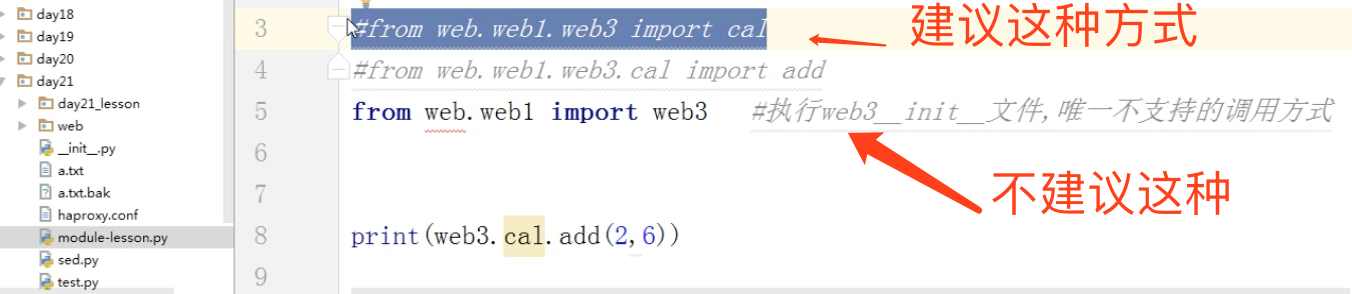 day18
day19
day20
day21
day21_lesson
web
__init__.py
a.txt
a.txt.bak
haproxy.conf
module-lesson.py
sed.py
test.py
3 #from web.web1.web3 import cal
建议这种方式
4 #from web.web1.web3.cal import add
5 from web.web1 import web3 #执行web3__init__文件,唯一不支持的调用方式
6
不建议这种
7
8 print(web3.cal.add(2,6))
9